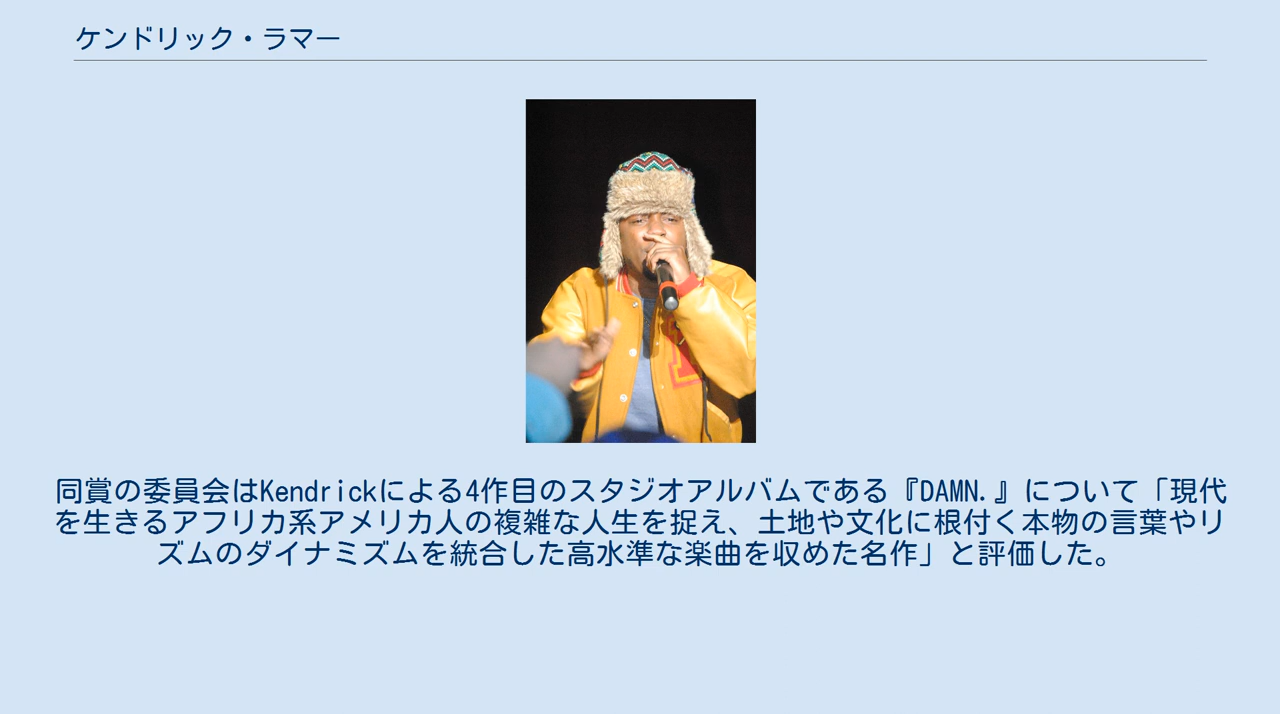 ケンドリック・ラマー
同賞の委員会はKendrickによる4作目のスタジオアルバムである『DAMN.』について「現代
を生きるアフリカ系アメリカ人の複雑な人生を捉え、土地や文化に根付く本物の言葉やリ
ズムのダイナミズムを統合した高水準な楽曲を収めた名作」と評価した。